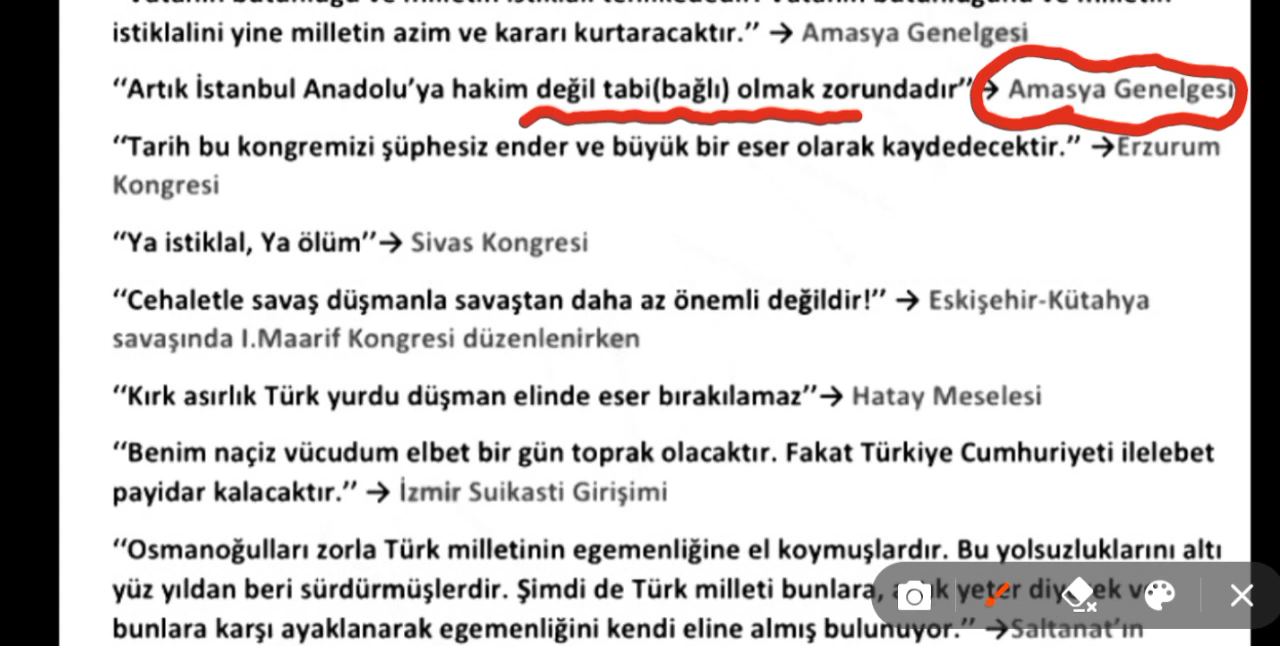 istiklalini yine milletin azim ve kararı kurtaracaktır.” → Amasya Genelgesi
“Artık İstanbul Anadolu’ya hakim değil tabi(bağlı) olmak zorundadır” → Amasya Genelgesi
“Tarih bu kongremizi şüphesiz ender ve büyük bir eser olarak kaydedecektir.” →Erzurum
Kongresi
“Ya istiklal, Ya ölüm”→ Sivas Kongresi
“Cehaletle savaş düşmanla savaştan daha az önemli değildir!” → Eskişehir-Kütahya
savaşında I.Maarif Kongresi düzenlenirken
“Kırk asırlık Türk yurdu düşman elinde eser bırakılamaz”→ Hatay Meselesi
“Benim naçiz vücudum elbet bir gün toprak olacaktır. Fakat Türkiye Cumhuriyeti ilelebet
payidar kalacaktır.” → İzmir Suikasti Girişimi
“Osmanoğulları zorla Türk milletinin egemenliğine el koymuşlardır. Bu yolsuzluklarını altı
yüz yıldan beri sürdürmüşlerdir. Şimdi de Türk milleti bunlara, yeter
bunlara karşı ayaklanarak egemenliğini kendi eline almış bulunuyor.” →Saltanat’ın